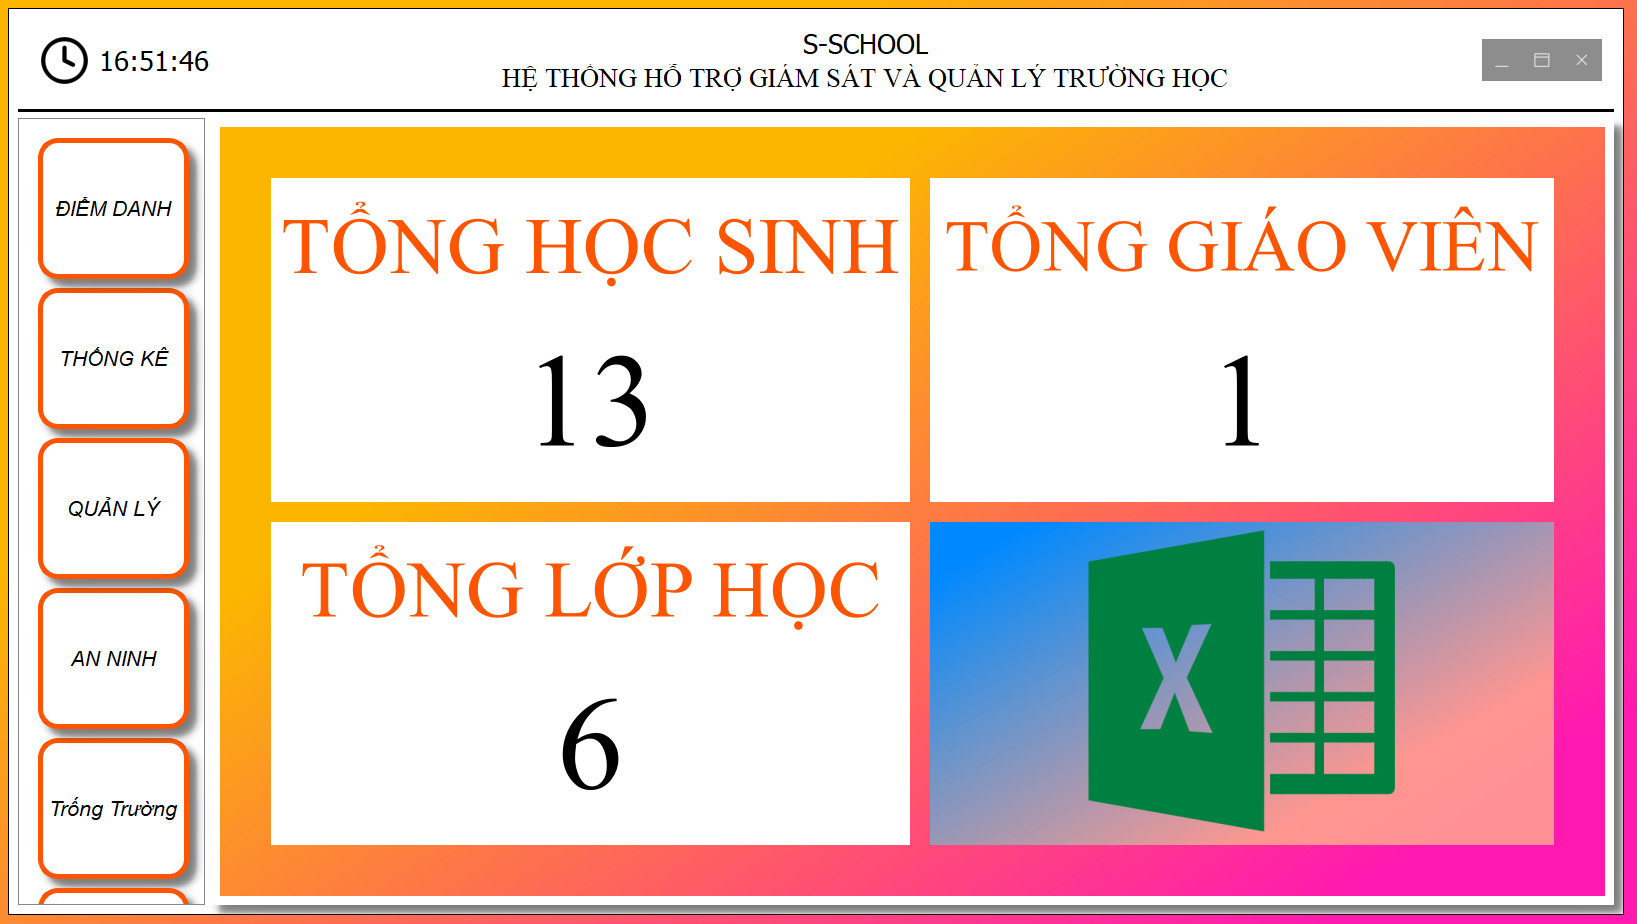 16:51:46
S-SCHOOL
HỆ THỐNG HỖ TRỢ GIÁM SÁT VÀ QUẢN LÝ TRƯỜNG HỌC
ĐIỂM DANH
THỐNG KÊ
QUẢN LÝ
AN NINH
Trống Trường
TỔNG HỌC SINH
13
TỔNG GIÁO VIÊN
1
TỔNG LỚP HỌC
6
X